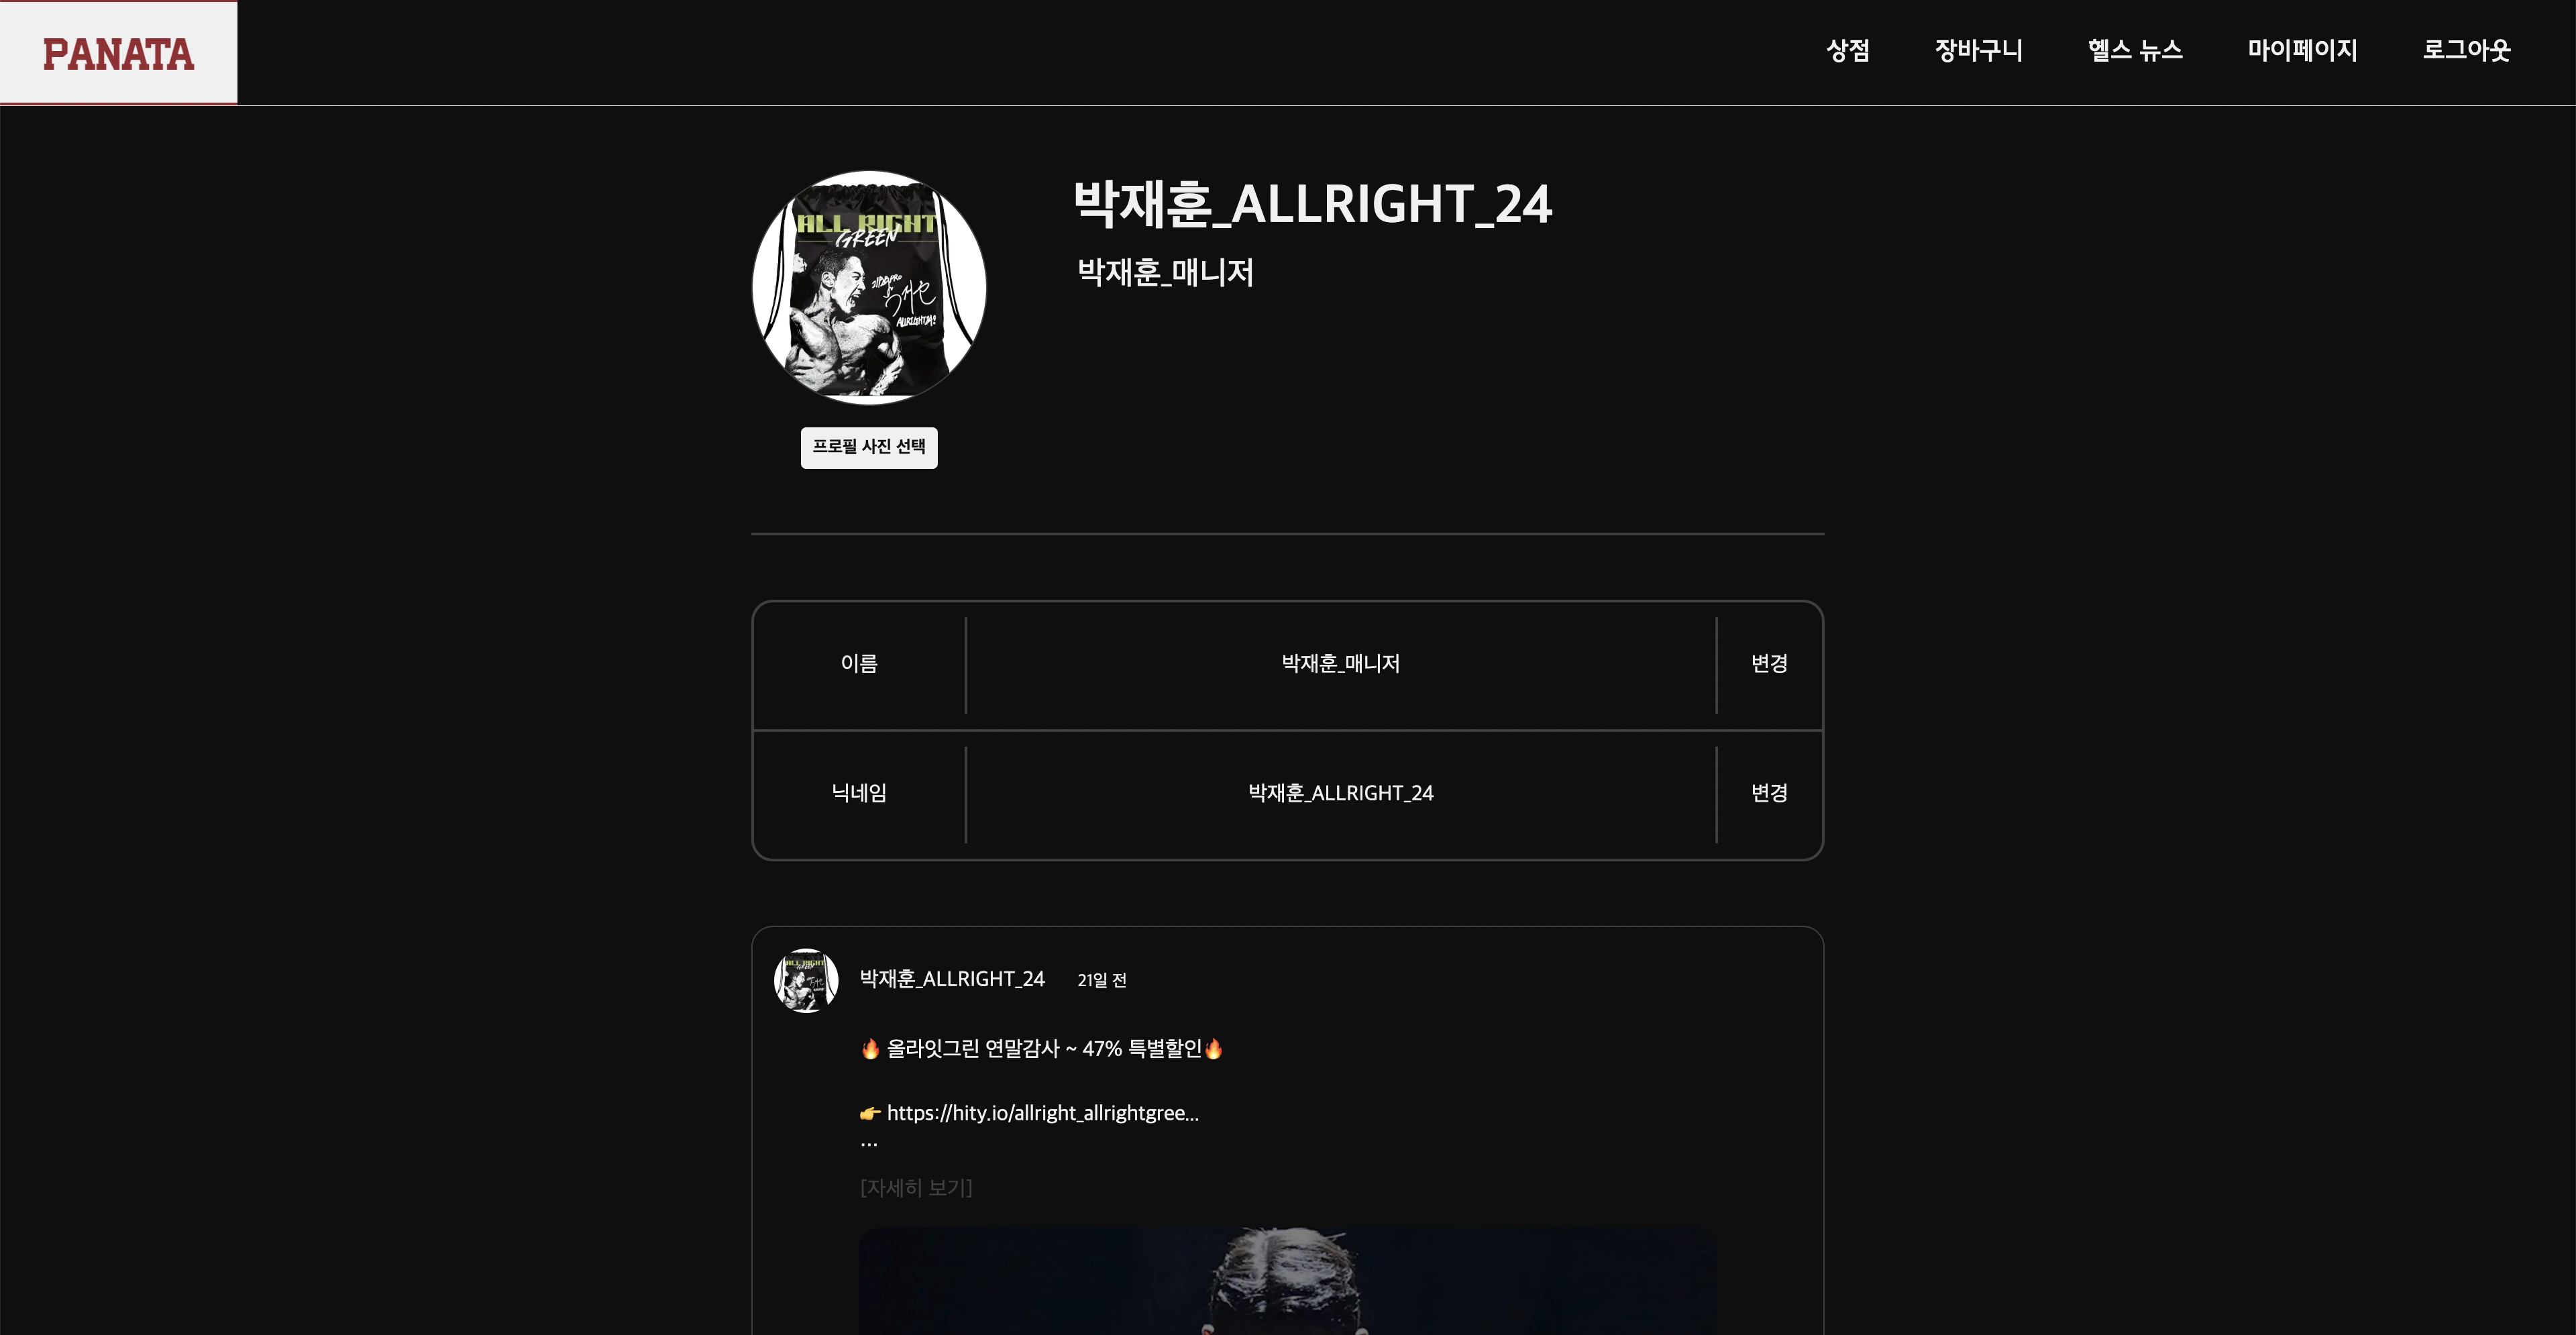 PANATA
상점 장바구니 헬스 뉴스 마이페이지 로그아웃
ALL RIGHT
GREEN
ALLRIGHT24?
박재훈_ALLRIGHT_24
박재훈_매니저
프로필 사진 선택
이름 박재훈_매니저 변경
닉네임 박재훈_ALLRIGHT_24 변경
박재훈_ALLRIGHT_24 21일 전
🔥 올라잇그린 연말감사 ~ 47% 특별할인🔥
👉 https://hity.io/allright_allrightgree...
...
[자세히 보기]